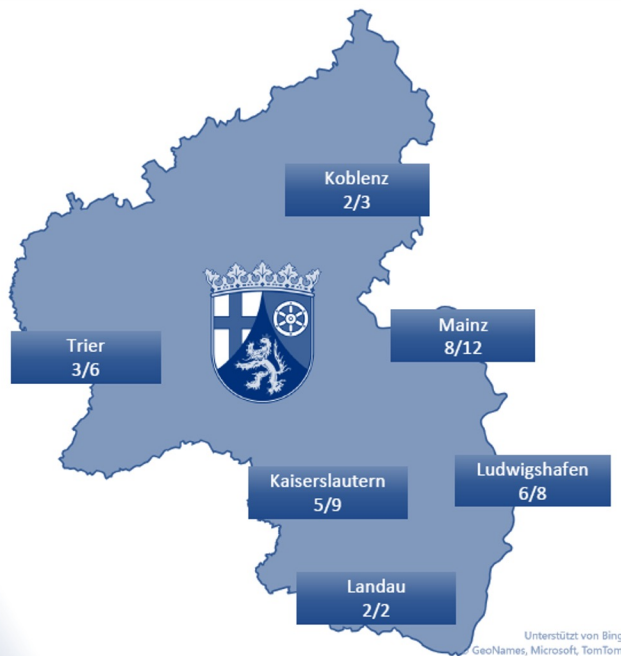 Koblenz
2/3
Mainz
8/12
Trier
3/6
Ludwigshafen
6/8
Kaiserslautern
5/9
Landau
2/2
Unterstützt von Bing
GeoNames, Microsoft, TomTom